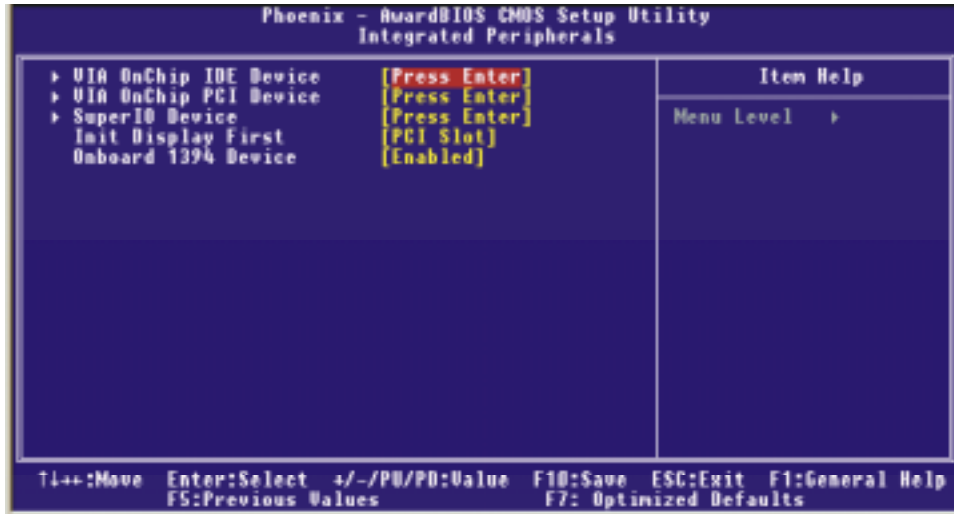 Phoenix - AwardBIOS CMOS Setup Utility
Integrated Peripherals
▸ VIA OnChip IDE Device [Press Enter]
▸ VIA OnChip PCI Device [Press Enter]
▸ SuperIO Device [Press Enter]
Init Display First [PCI Slot]
Onboard 1394 Device [Enabled]
Item Help
Menu Level ▸
↑↓→←:Move Enter:Select +/-/PU/PD:Value F10:Save ESC:Exit F1:General Help
F5:Previous Values F7: Optimized Defaults